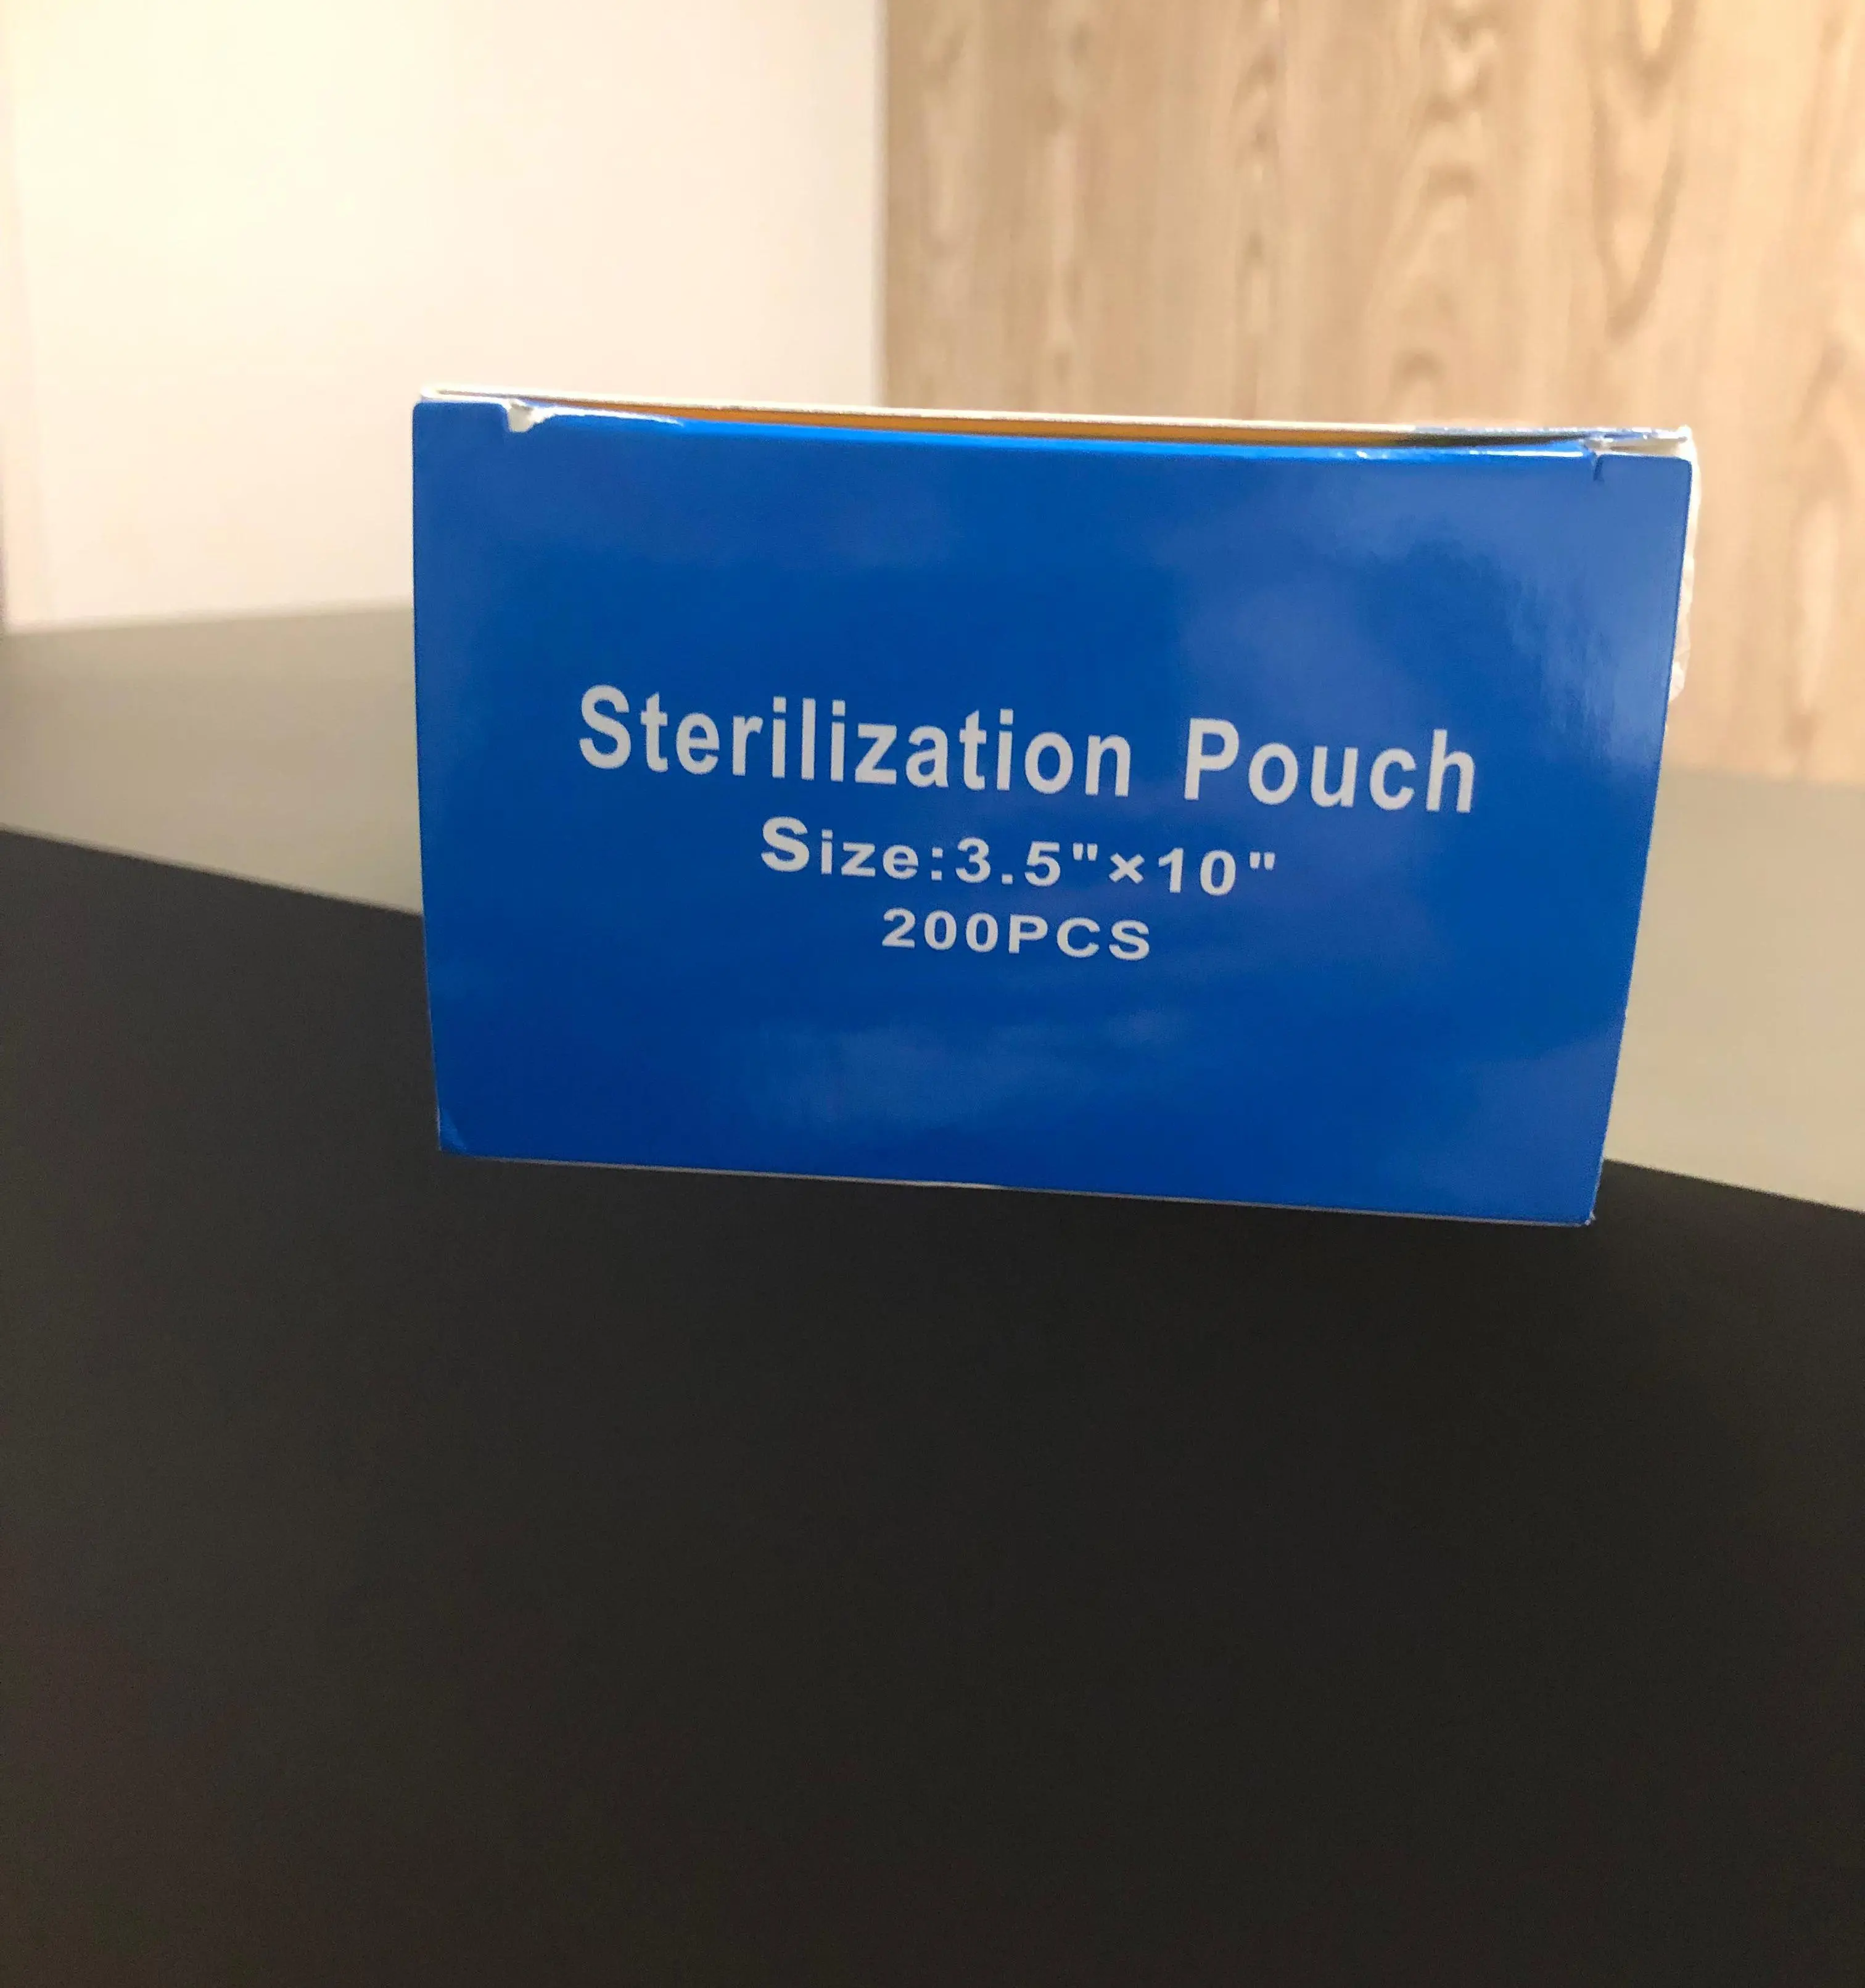 Sterilization Pouch
Size:3.5"×10"
200PCS